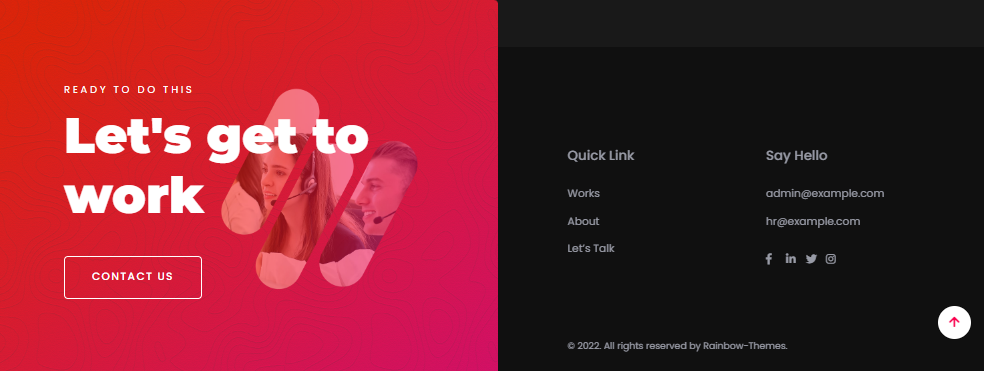 READY TO DO THIS
Let's get to
work
CONTACT US
Quick Link
Works
About
Let's Talk
Say Hello
admin@example.com
hr@example.com
© 2022. All rights reserved by Rainbow-Themes.